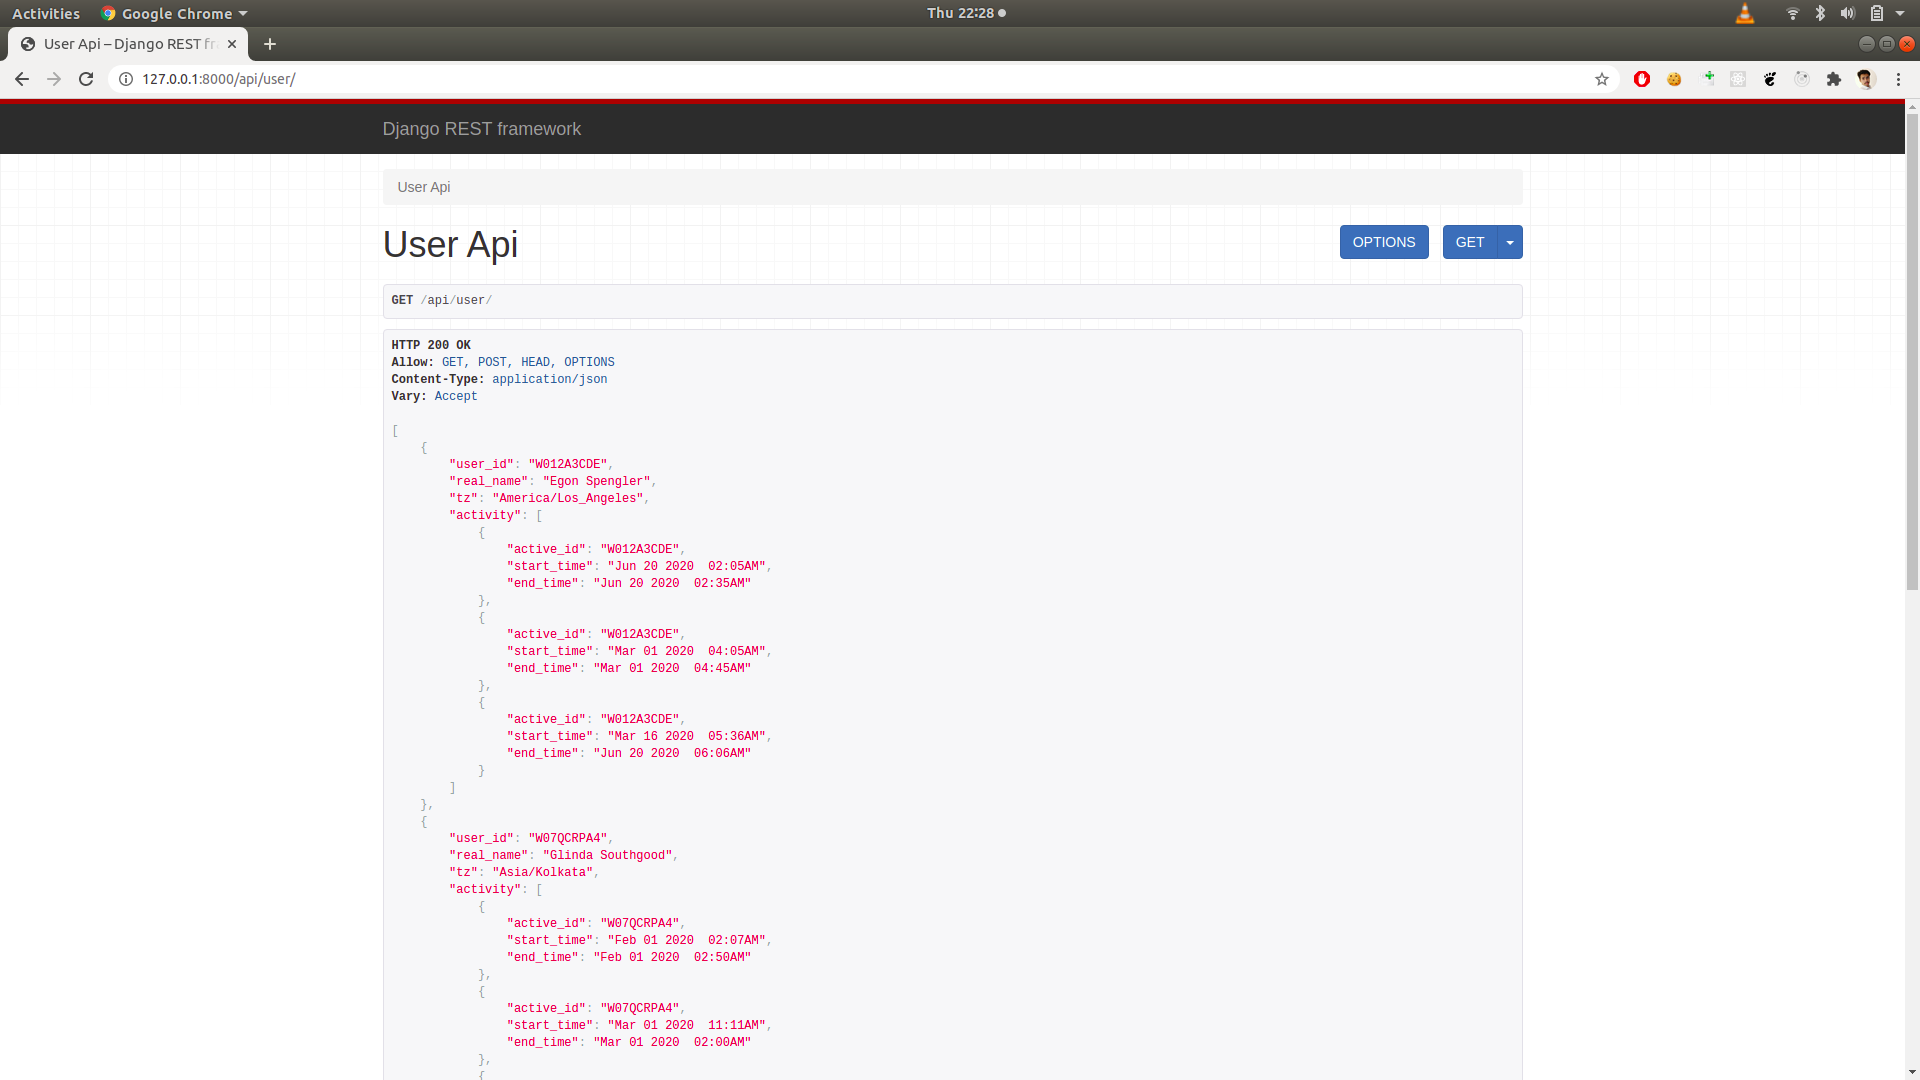 Activities Google Chrome Thu 22:28
User Api – Django REST fr
127.0.0.1:8000/api/user/
Django REST framework
User Api
User Api OPTIONS GET
GET /api/user/
HTTP 200 OK
Allow: GET, POST, HEAD, OPTIONS
Content-Type: application/json
Vary: Accept
[
{
"user_id": "W012A3CDE",
"real_name": "Egon Spengler",
"tz": "America/Los_Angeles",
"activity": [
{
"active_id": "W012A3CDE",
"start_time": "Jun 20 2020  02:05AM",
"end_time": "Jun 20 2020  02:35AM"
},
{
"active_id": "W012A3CDE",
"start_time": "Mar 01 2020  04:05AM",
"end_time": "Mar 01 2020  04:45AM"
},
{
"active_id": "W012A3CDE",
"start_time": "Mar 16 2020  05:36AM",
"end_time": "Jun 20 2020  06:06AM"
}
]
},
{
"user_id": "W07QCRPA4",
"real_name": "Glinda Southgood",
"tz": "Asia/Kolkata",
"activity": [
{
"active_id": "W07QCRPA4",
"start_time": "Feb 01 2020  02:07AM",
"end_time": "Feb 01 2020  02:50AM"
},
{
"active_id": "W07QCRPA4",
"start_time": "Mar 01 2020  11:11AM",
"end_time": "Mar 01 2020  02:00AM"
},
{